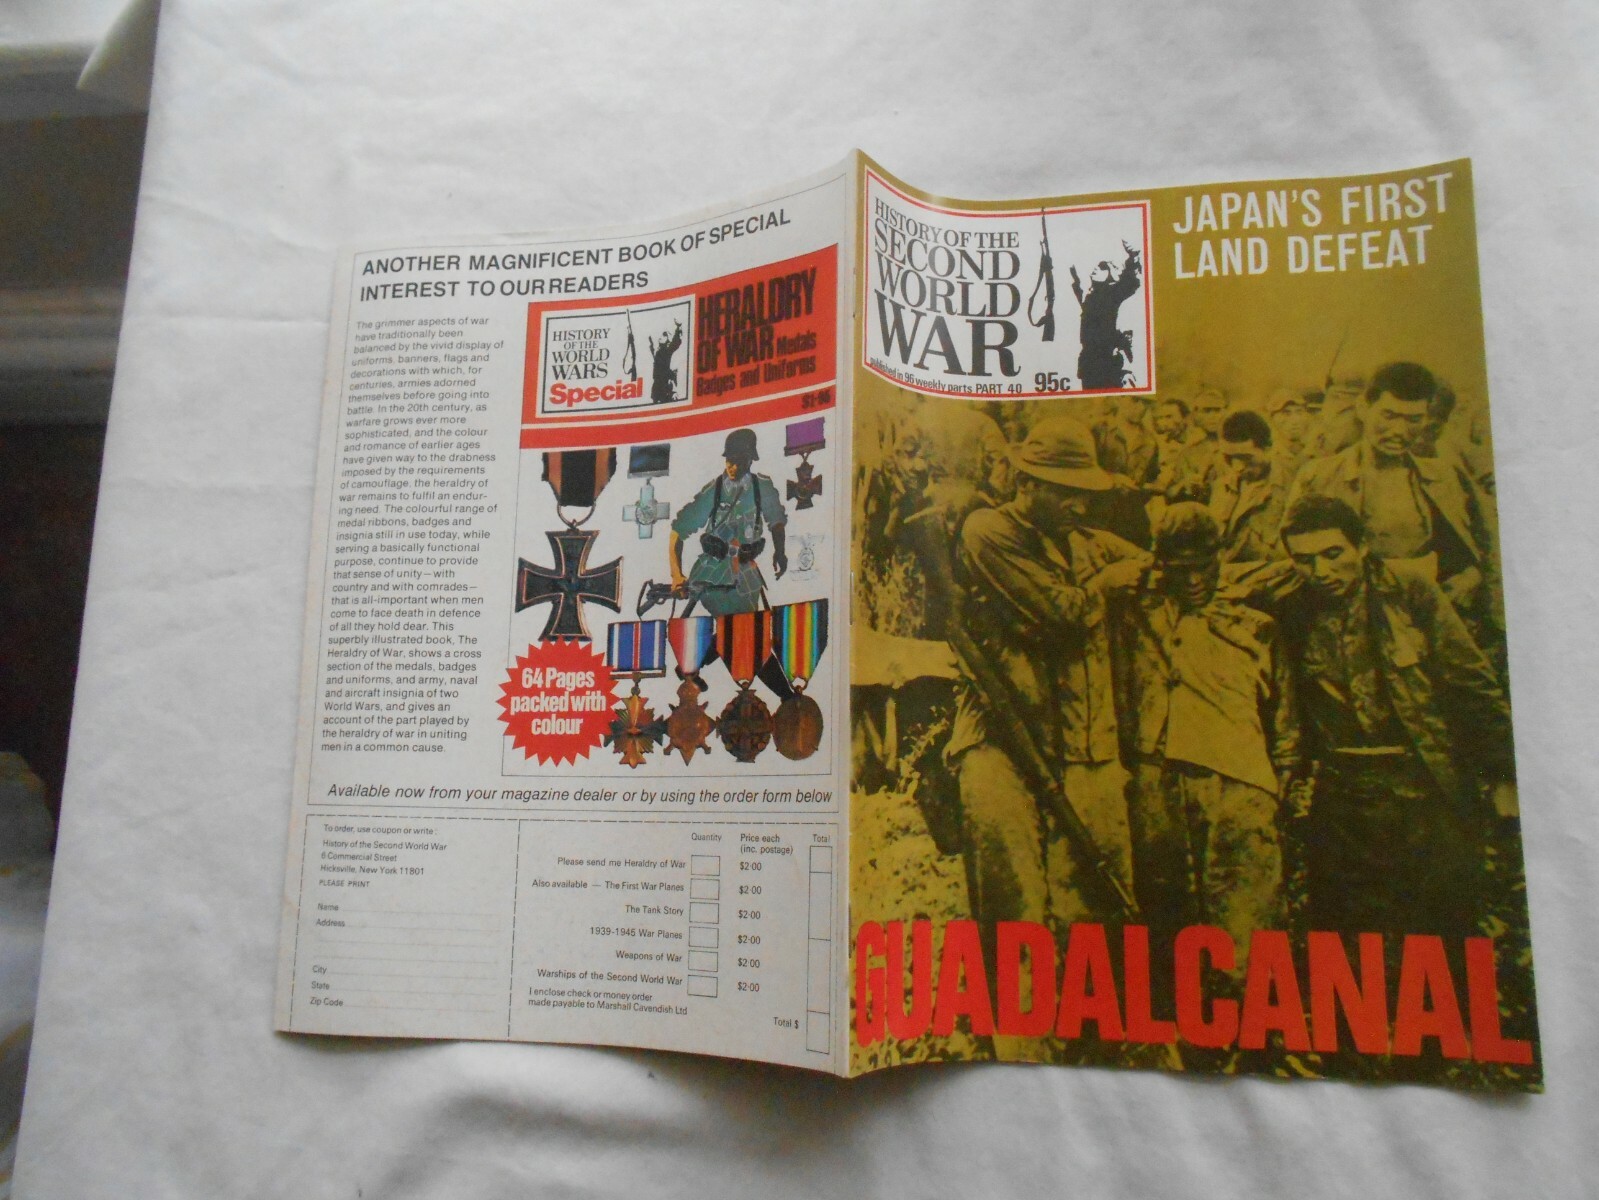 ANOTHER MAGNIFICENT BOOK OF SPECIAL
INTEREST TO OUR READERS
The grimmer aspects of war
have traditionally been
balanced by the vivid display of
uniforms, banners, flags and
decorations with which, for
centuries, armies adorned
themselves before going into
battle. In the 20th century, as
warfare grows ever more
sophisticated, and the colour
and romance of earlier ages
have given way to the drabness
imposed by the requirements
of camouflage, the heraldry of
war remains to fulfil an endur-
ing need. The colourful range of
medal ribbons, badges and
insignia still in use today, while
serving a basically functional
purpose, continue to provide
that sense of unity—with
country and with comrades—
that is all-important when men
come to face death in defence
of all they hold dear. This
superbly illustrated book, The
Heraldry of War, shows a cross
section of the medals, badges
and uniforms, and army, naval
and aircraft insignia of two
World Wars, and gives an
account of the part played by
the heraldry of war in uniting
men in a common cause.
HISTORY
OF THE
WORLD
WARS
Special
HERALDRY
OF WAR Medals
Badges and Uniforms
$1·95
64 Pages
packed with
colour
Available now from your magazine dealer or by using the order form below
To order, use coupon or write:
History of the Second World War
6 Commercial Street
Hicksville, New York 11801
PLEASE PRINT
Name
Address
City
State
Zip Code
Quantity Price each Total
(inc. postage)
Please send me Heraldry of War $2·00
Also available — The First War Planes $2·00
The Tank Story $2·00
1939-1945 War Planes $2·00
Weapons of War $2·00
Warships of the Second World War $2·00
I enclose check or money order
made payable to Marshall Cavendish Ltd
Total $
HISTORY OF THE
SECOND
WORLD
WAR
published in 96 weekly parts PART 40 95c
JAPAN'S FIRST
LAND DEFEAT
GUADALCANAL